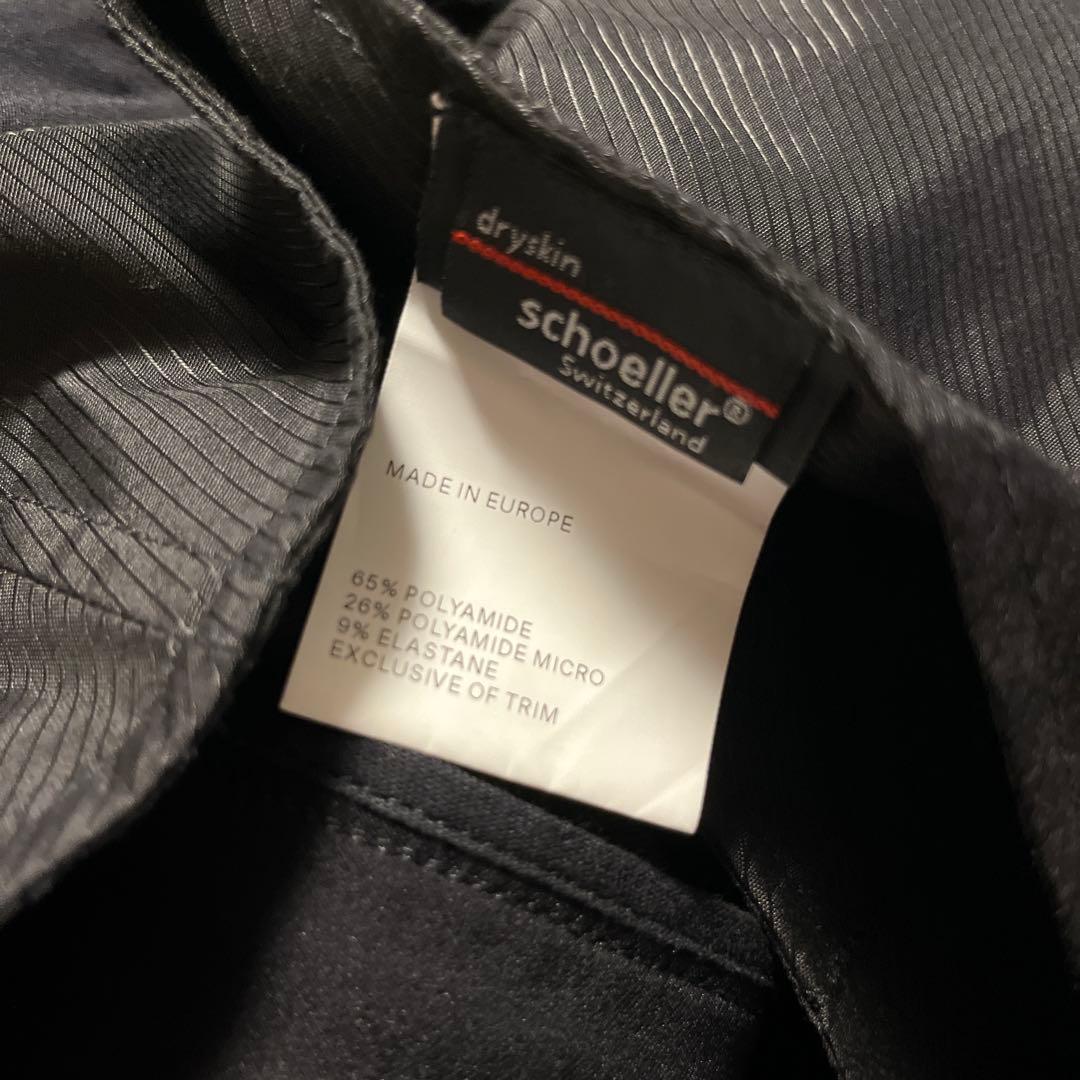 dryskin
schoeller®
Switzerland
MADE IN EUROPE
65% POLYAMIDE
26% POLYAMIDE MICRO
9% ELASTANE
EXCLUSIVE OF TRIM